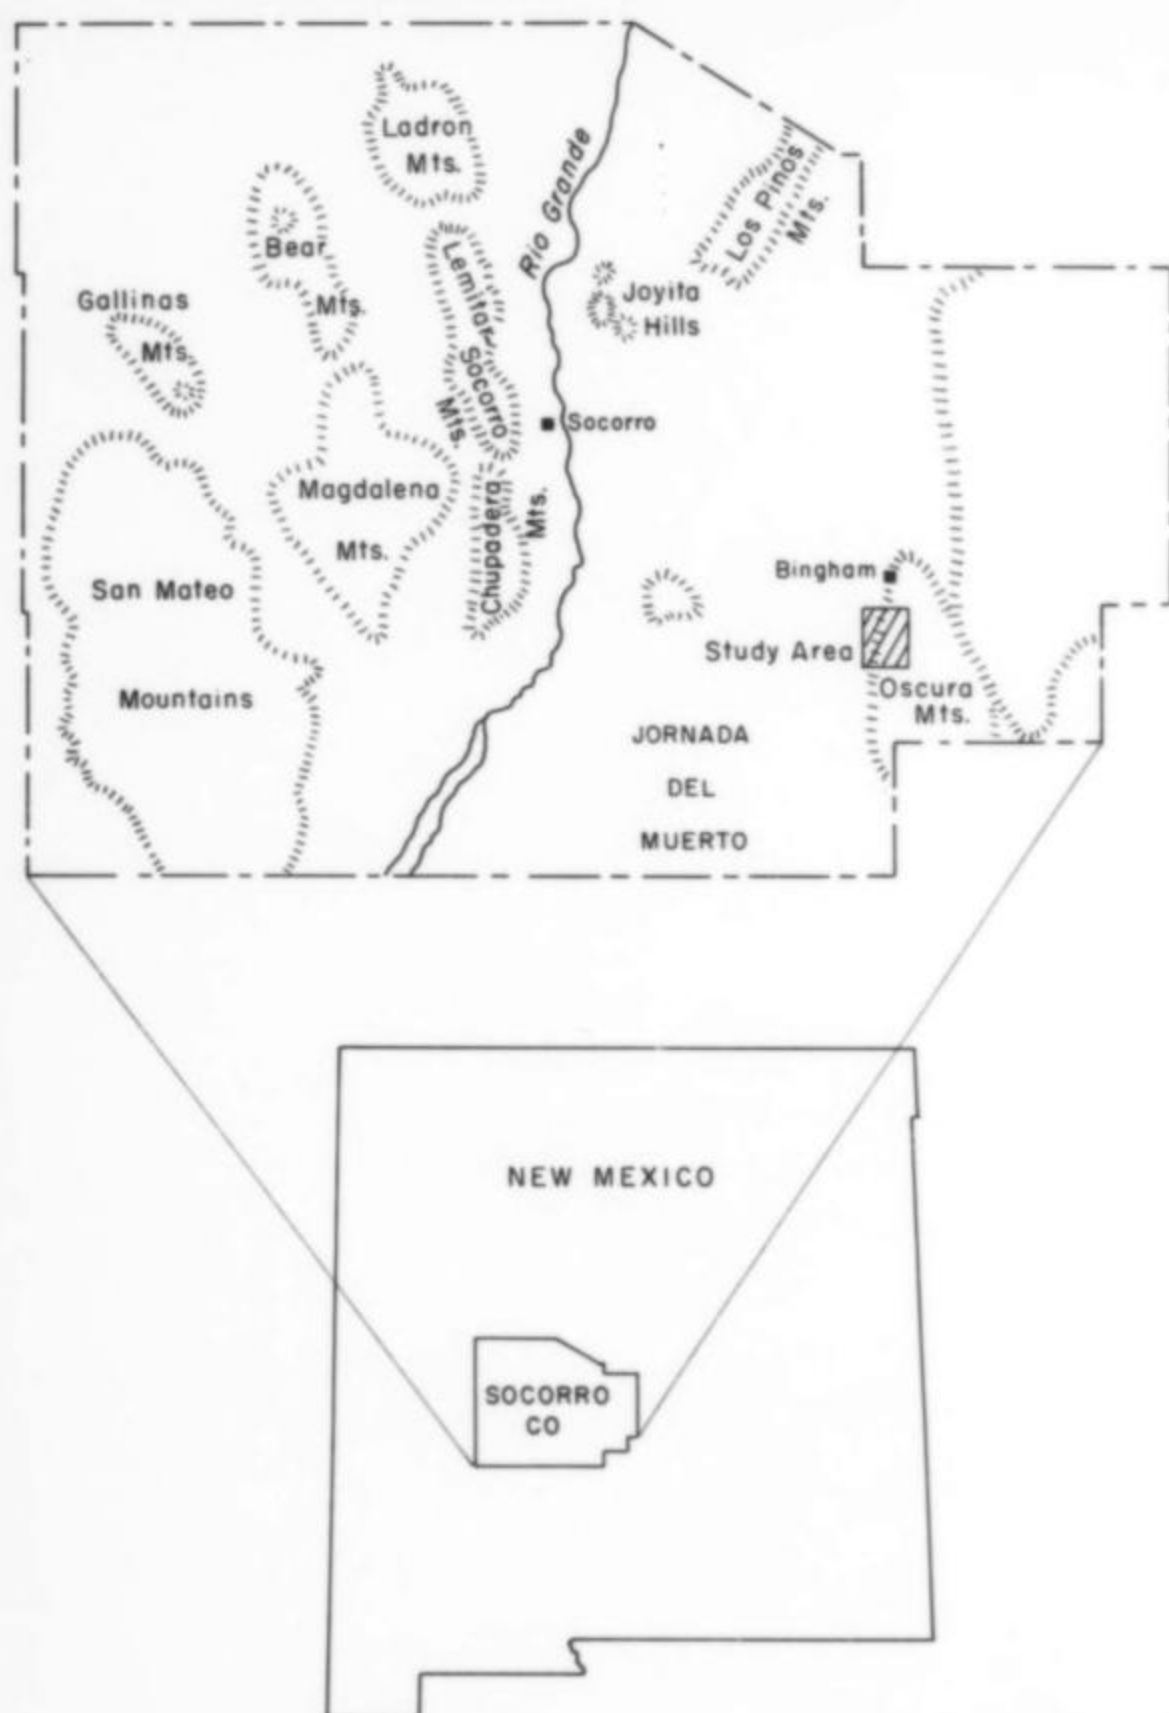 Ladron
Mts.
Rio Grande
Los Pinos
Mts.
Bear
Mts
Lemitar
Gallinas
Mts
Joyita
Hills
Socorro
Mts.
Socorro
Magdalena
Mts.
Chupadera
Mts.
Bingham
San Mateo
Mountains
Study Area
Oscura
Mts.
JORNADA
DEL
MUERTO
NEW MEXICO
SOCORRO
CO